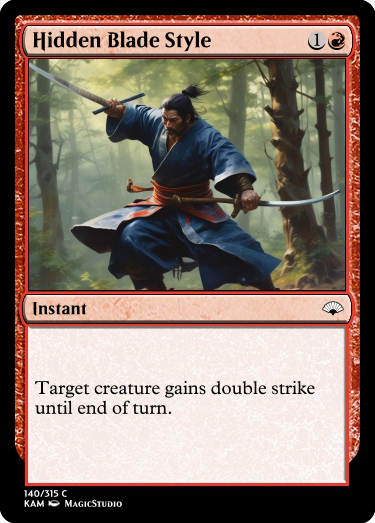 Hidden Blade Style 1
Instant
Target creature gains double strike
until end of turn.
140/315 C
KAM MagicStudio